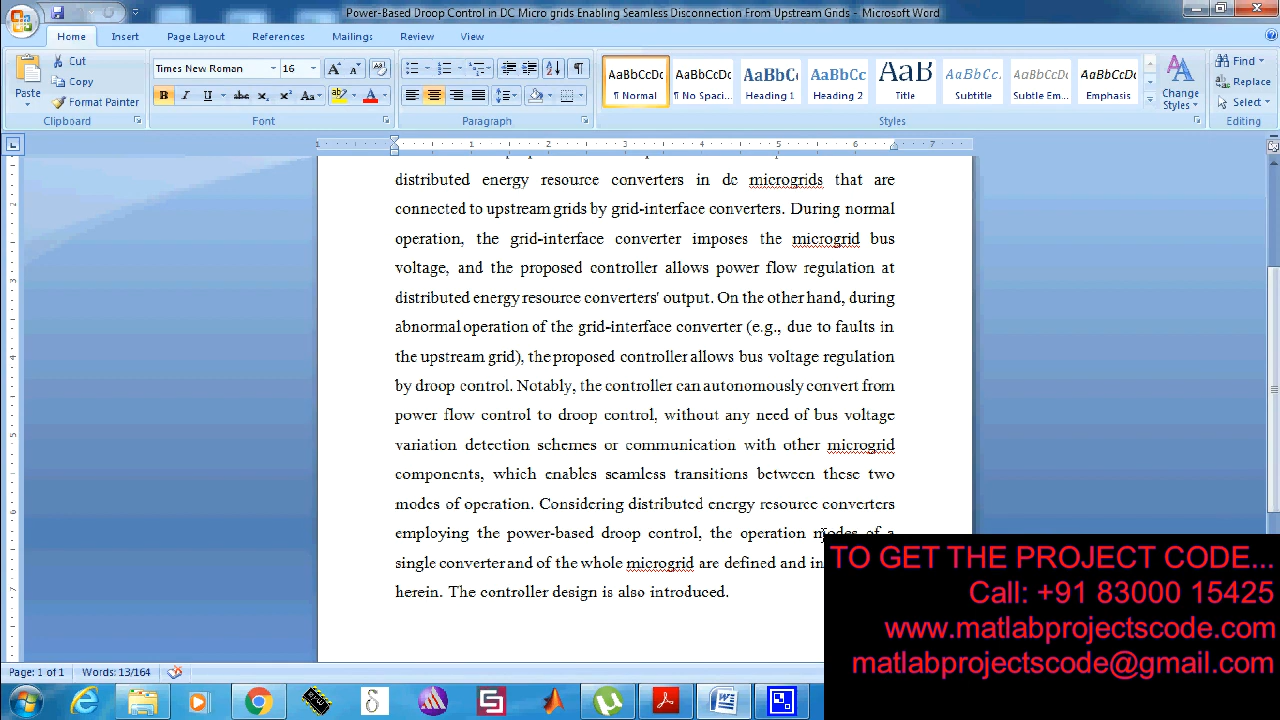 Power-Based Droop Control in DC Micro grids Enabling Seamless Disconnection From Upstream Grids - Microsoft Word
Home Insert Page Layout References Mailings Review View
Cut
Copy
Format Painter
Paste
Clipboard
Times New Roman 16
B I U abc X₂ X² Aa
Font
Paragraph
AaBbCcDc AaBbCcDc AaBbC AaBbCc AaB AaBbCc. AaBbCcDc AaBbCcDc
¶ Normal ¶ No Spaci... Heading 1 Heading 2 Title Subtitle Subtle Em... Emphasis
Change Styles
Styles
Find
Replace
Select
Editing
1 1 2 3 4 5 6 7
distributed energy resource converters in dc microgrids that are
connected to upstream grids by grid-interface converters. During normal
operation, the grid-interface converter imposes the microgrid bus
voltage, and the proposed controller allows power flow regulation at
distributed energy resource converters' output. On the other hand, during
abnormal operation of the grid-interface converter (e.g., due to faults in
the upstream grid), the proposed controller allows bus voltage regulation
by droop control. Notably, the controller can autonomously convert from
power flow control to droop control, without any need of bus voltage
variation detection schemes or communication with other microgrid
components, which enables seamless transitions between these two
modes of operation. Considering distributed energy resource converters
employing the power-based droop control, the operation modes of a
single converter and of the whole microgrid are defined and in
herein. The controller design is also introduced.
TO GET THE PROJECT CODE...
Call: +91 83000 15425
www.matlabprojectscode.com
matlabprojectscode@gmail.com
Page: 1 of 1 Words: 13/164